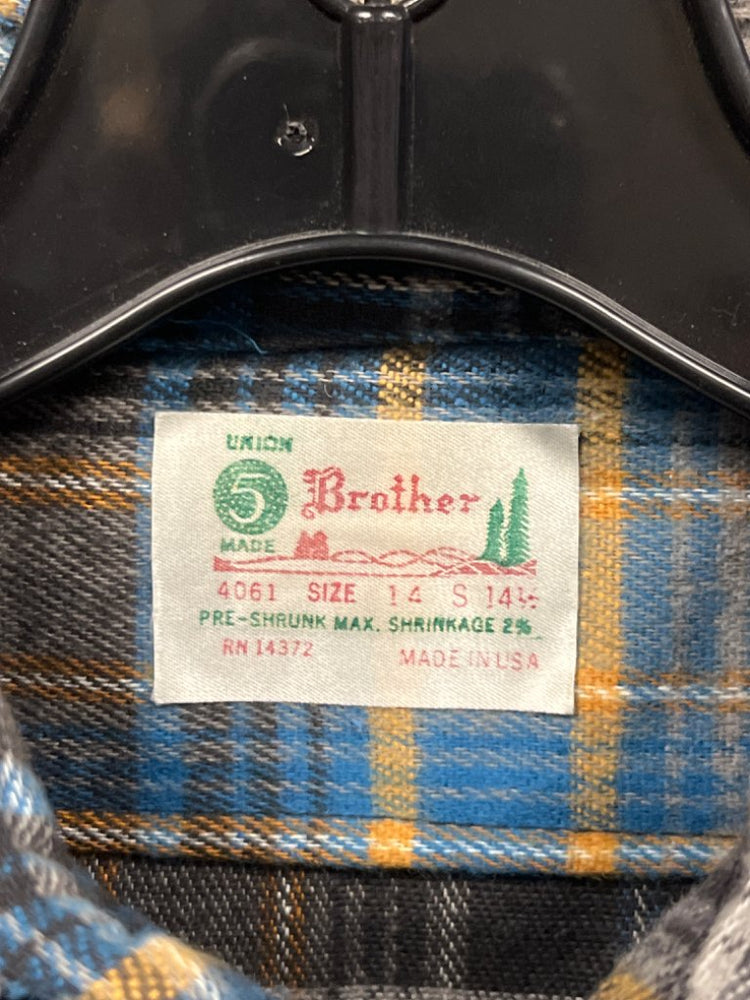 UNION
5 Brother
MADE
4061 SIZE 14 S 14½
PRE-SHRUNK MAX. SHRINKAGE 2%
RN 14372 MADE IN USA